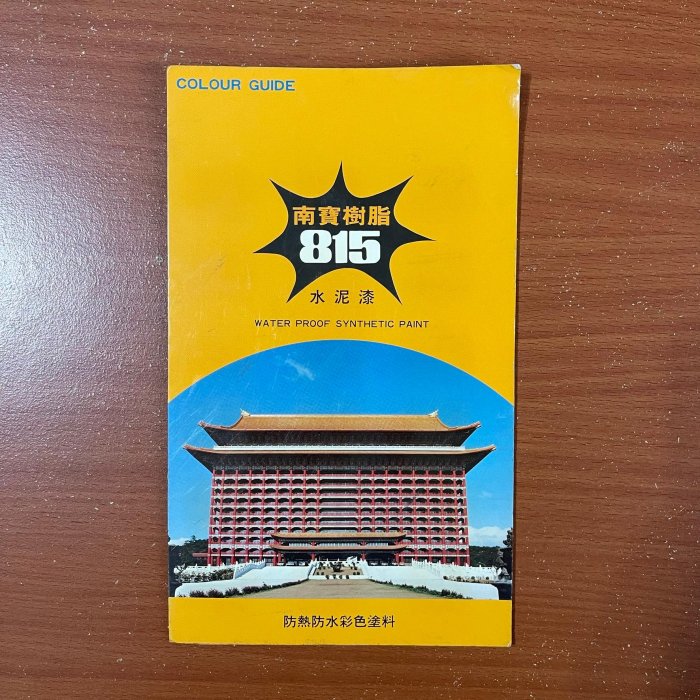 COLOUR GUIDE
南寶樹脂
815
水泥漆
WATER PROOF SYNTHETIC PAINT
防熱防水彩色塗料